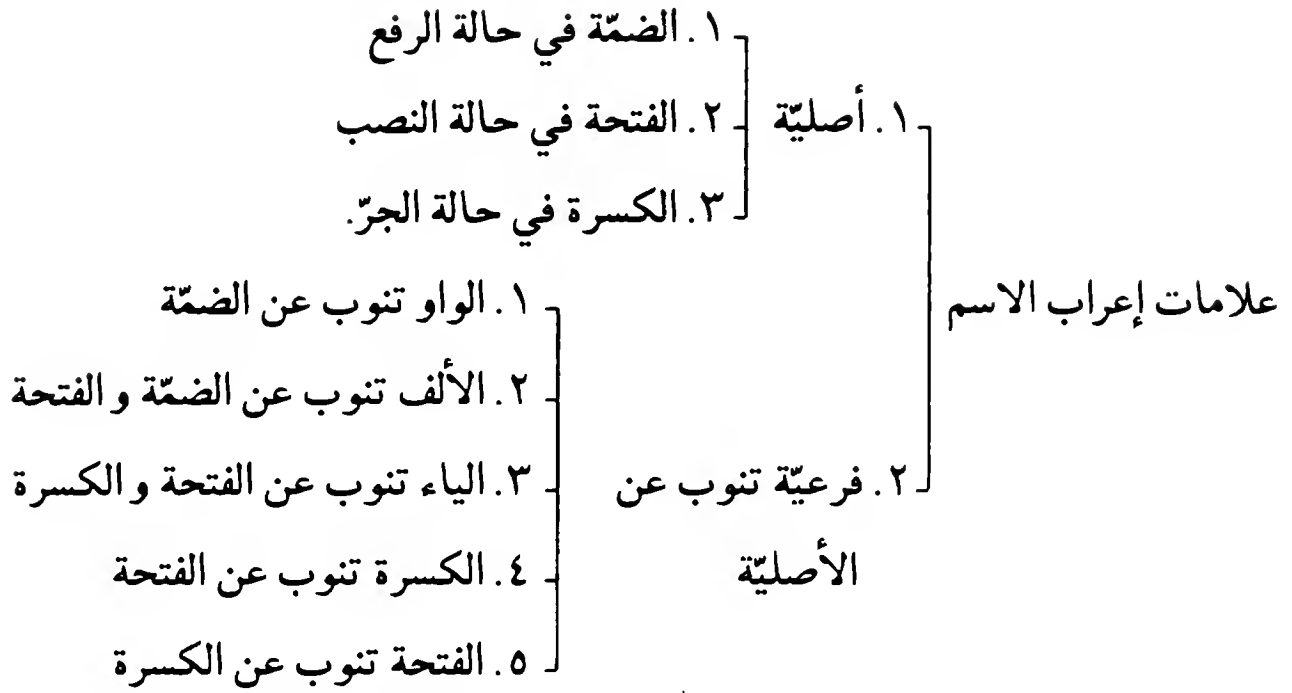 علامات إعراب الاسم
١. أصليّة
١. الضمّة في حالة الرفع
٢. الفتحة في حالة النصب
٣. الكسرة في حالة الجرّ.
٢. فرعيّة تنوب عن
الأصليّة
١. الواو تنوب عن الضمّة
٢. الألف تنوب عن الضمّة و الفتحة
٣. الياء تنوب عن الفتحة و الكسرة
٤. الكسرة تنوب عن الفتحة
٥. الفتحة تنوب عن الكسرة